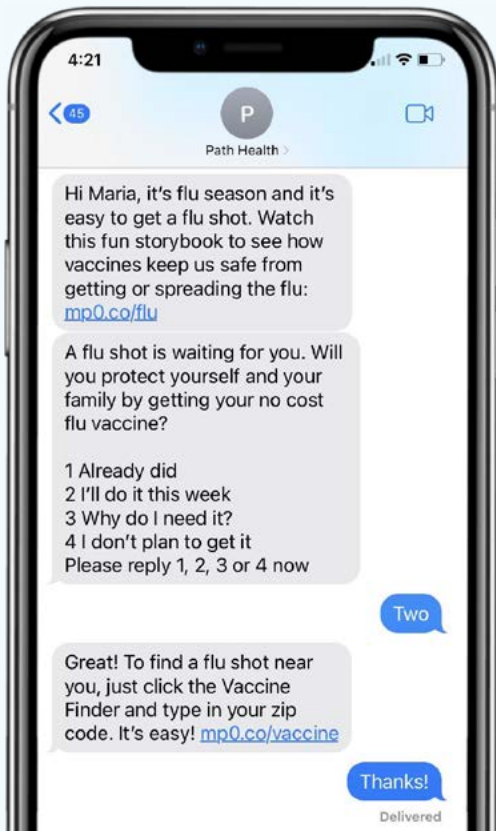 4:21
45
P
Path Health
Hi Maria, it's flu season and it's
easy to get a flu shot. Watch
this fun storybook to see how
vaccines keep us safe from
getting or spreading the flu:
mp0.co/flu
A flu shot is waiting for you. Will
you protect yourself and your
family by getting your no cost
flu vaccine?
1 Already did
2 I'll do it this week
3 Why do I need it?
4 I don't plan to get it
Please reply 1, 2, 3 or 4 now
Two
Great! To find a flu shot near
you, just click the Vaccine
Finder and type in your zip
code. It's easy! mp0.co/vaccine
Thanks!
Delivered